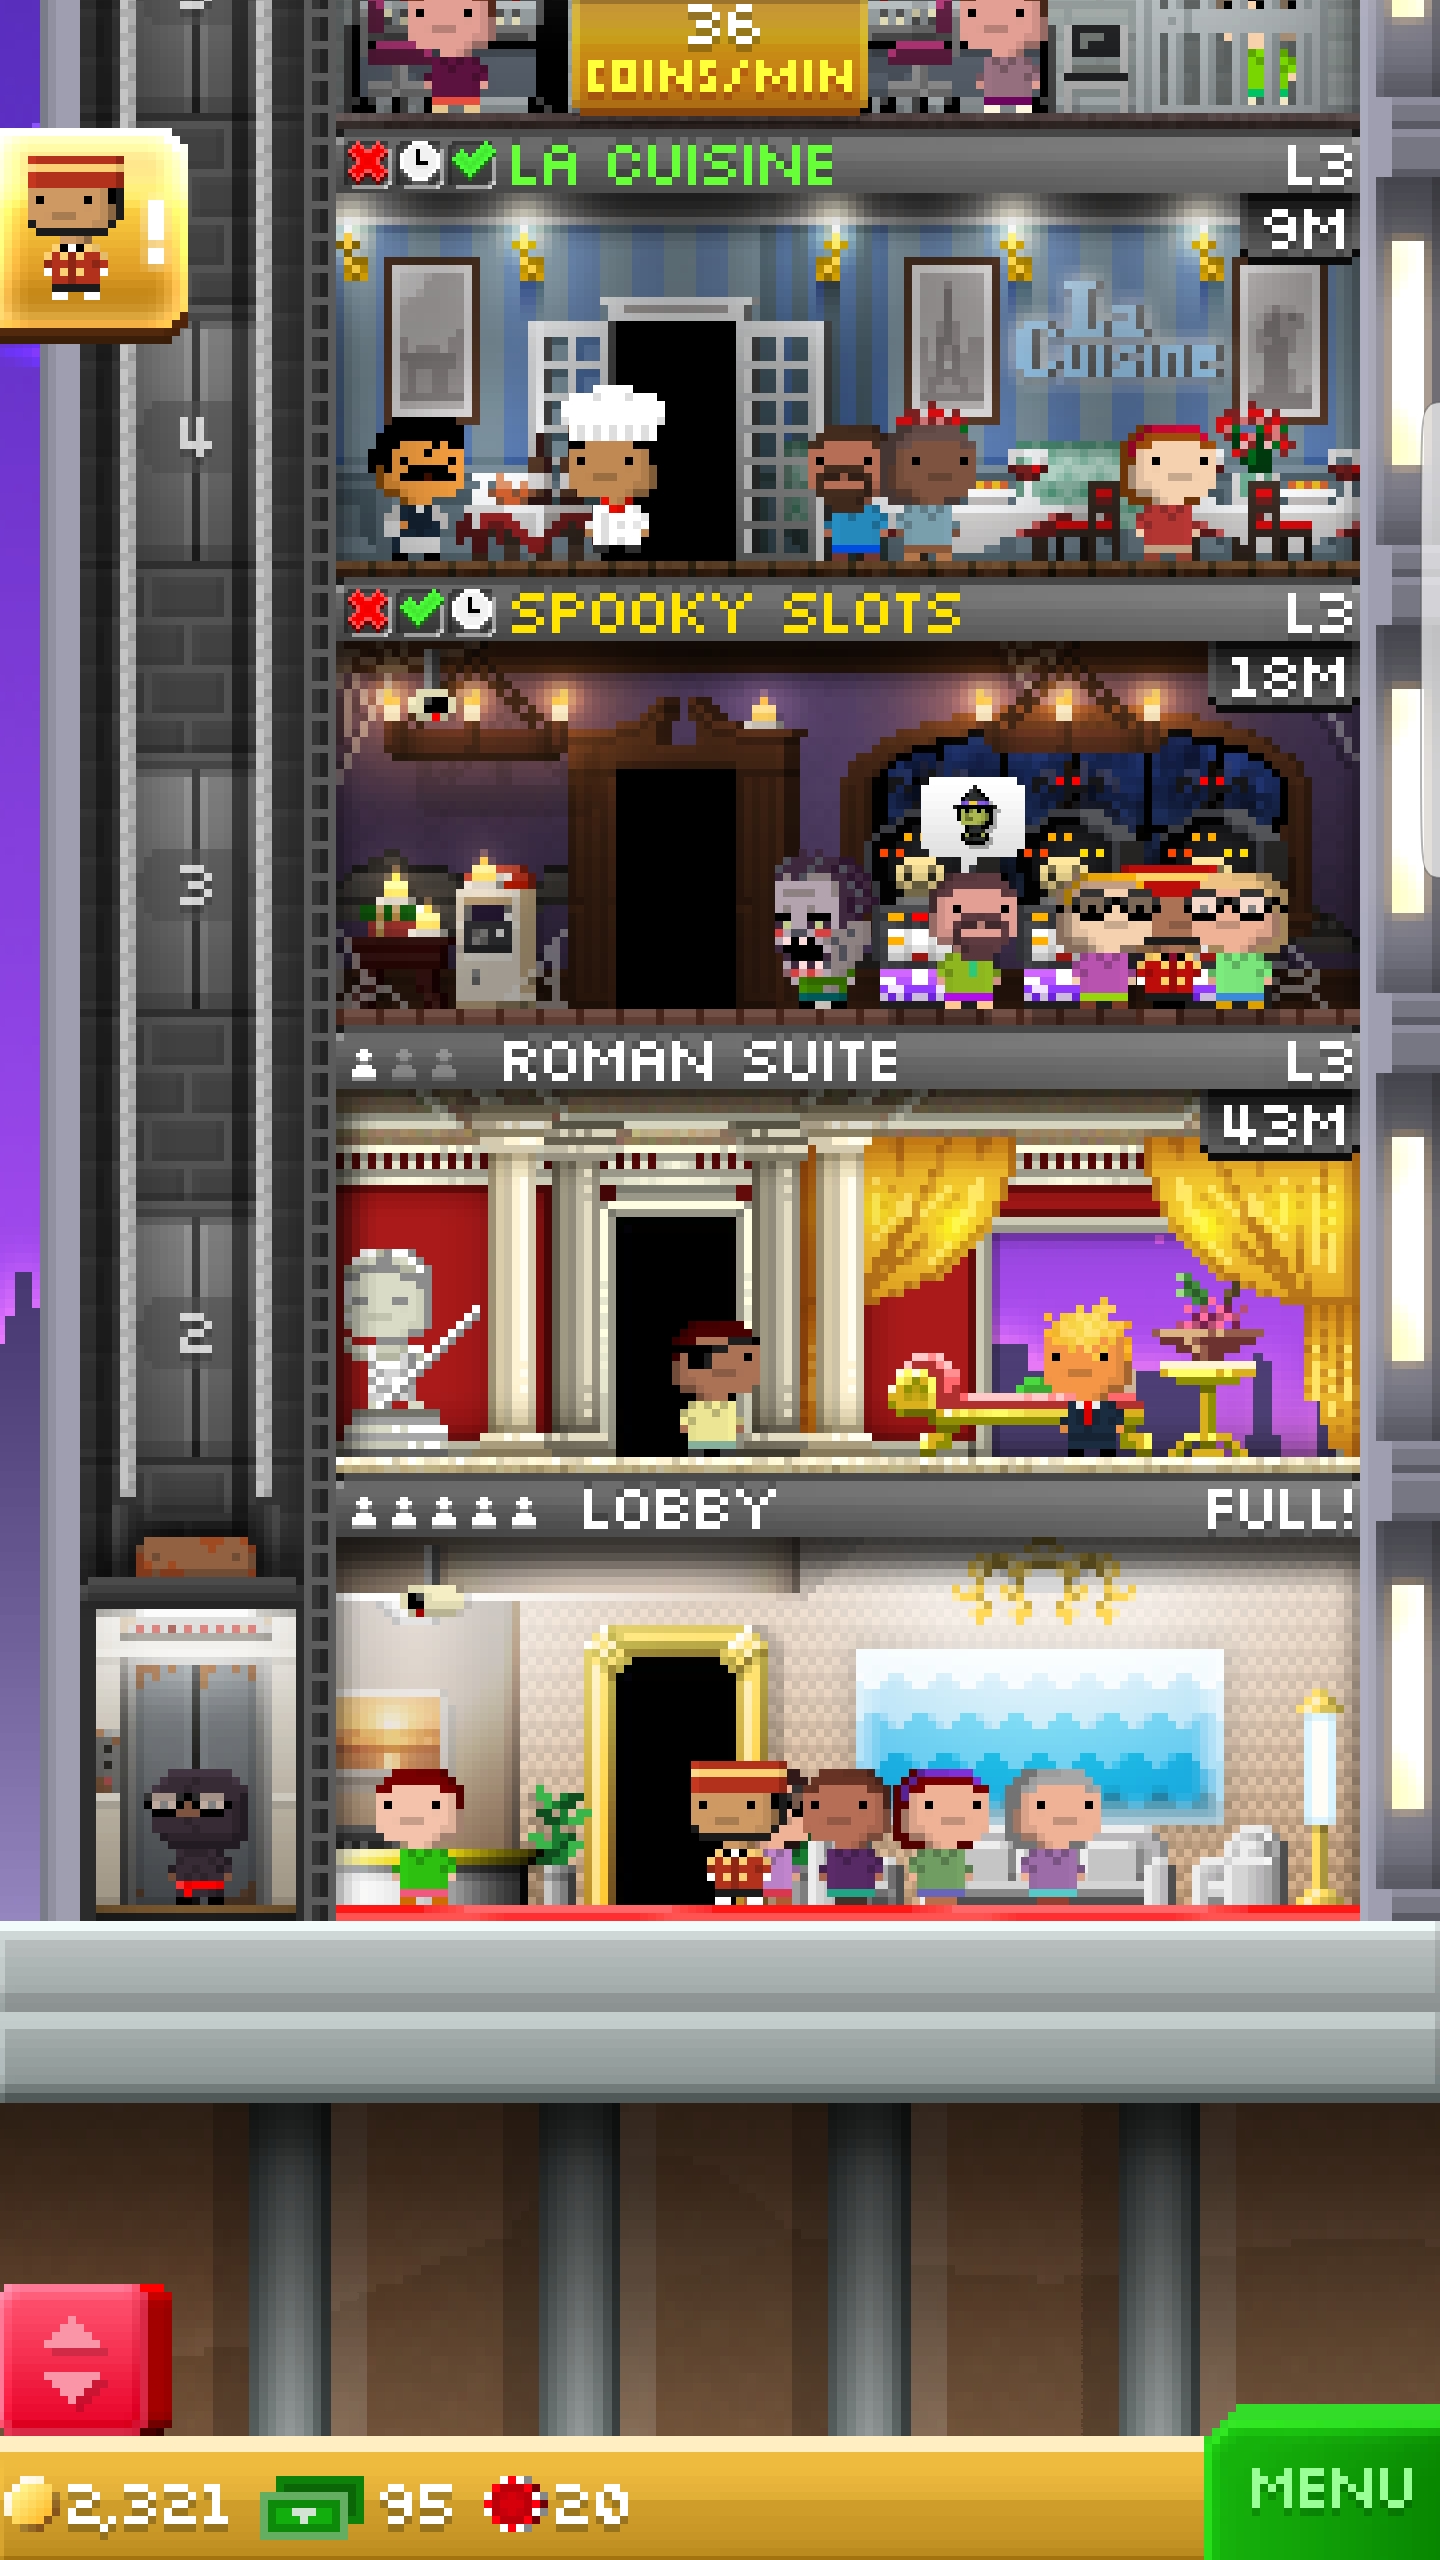 36
COINS/MIN
LA CUISINE L3
9M
La
Cuisine
4
SPOOKY SLOTS L3
18M
3
ROMAN SUITE L3
43M
2
LOBBY FULL!
2,321 95 20
MENU